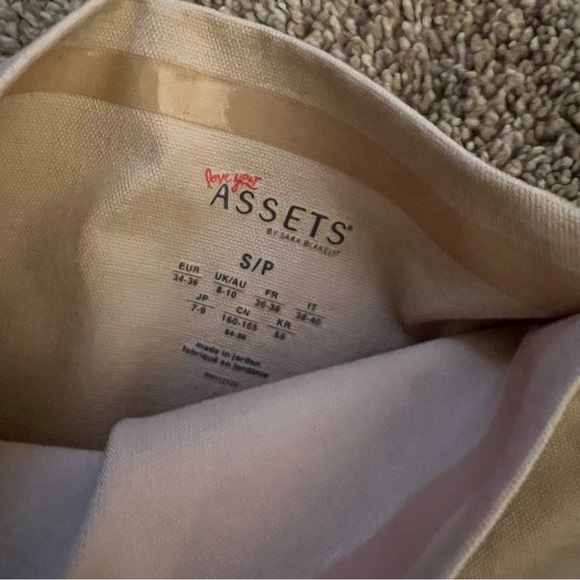 love your
ASSETS®
BY SARA BLAKELY
S/P
EUR UK/AU FR IT
34-36 8-10 36-38 38-40
JP CN KR
7-9 160-165 55
made in jordan
fabriqué en jordanie